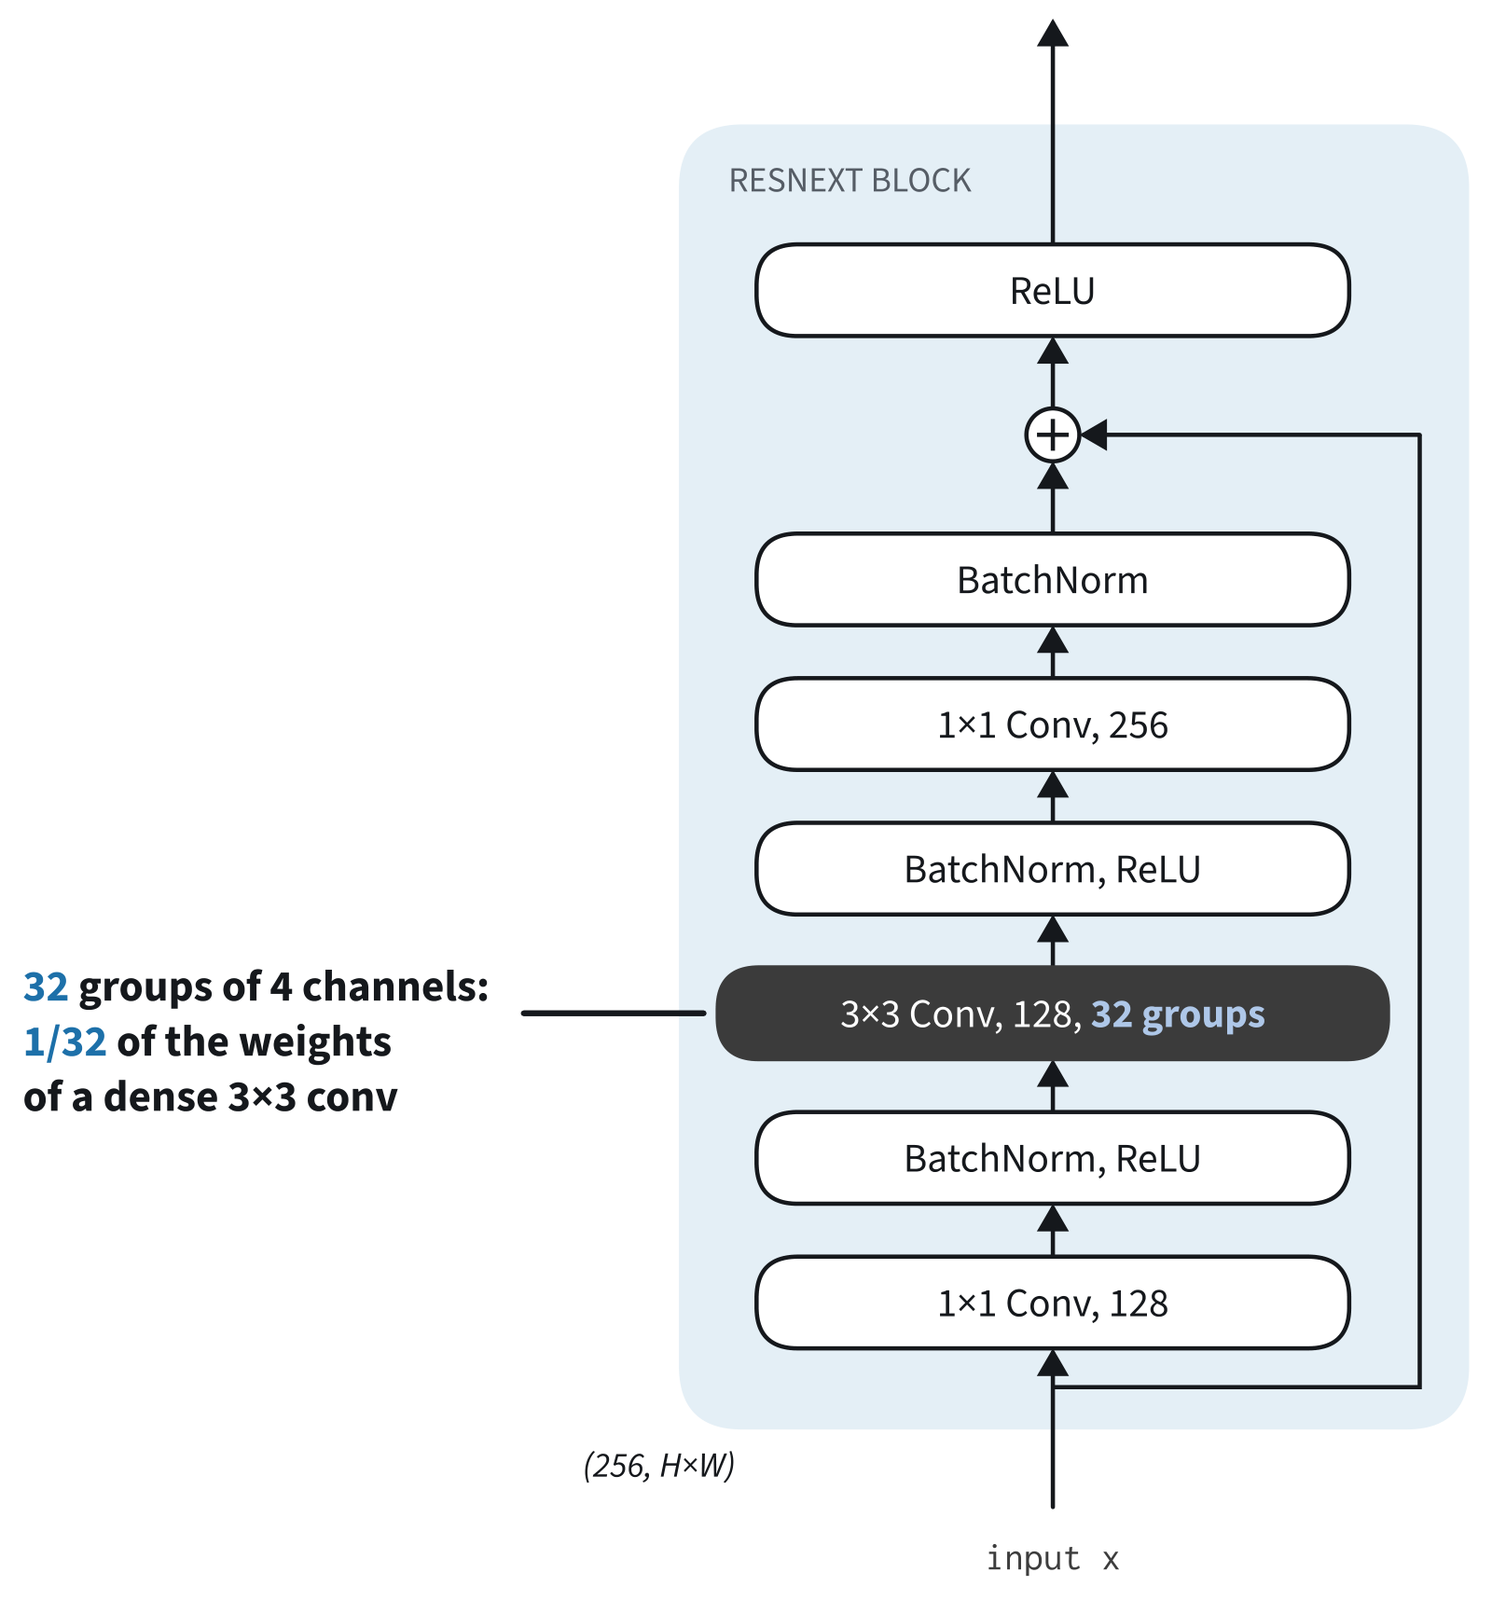 RESNEXT BLOCK
ReLU
BatchNorm
1×1 Conv, 256
BatchNorm, ReLU
32 groups of 4 channels:
1/32 of the weights
of a dense 3×3 conv
3×3 Conv, 128, 32 groups
BatchNorm, ReLU
1×1 Conv, 128
(256, H×W)
input x